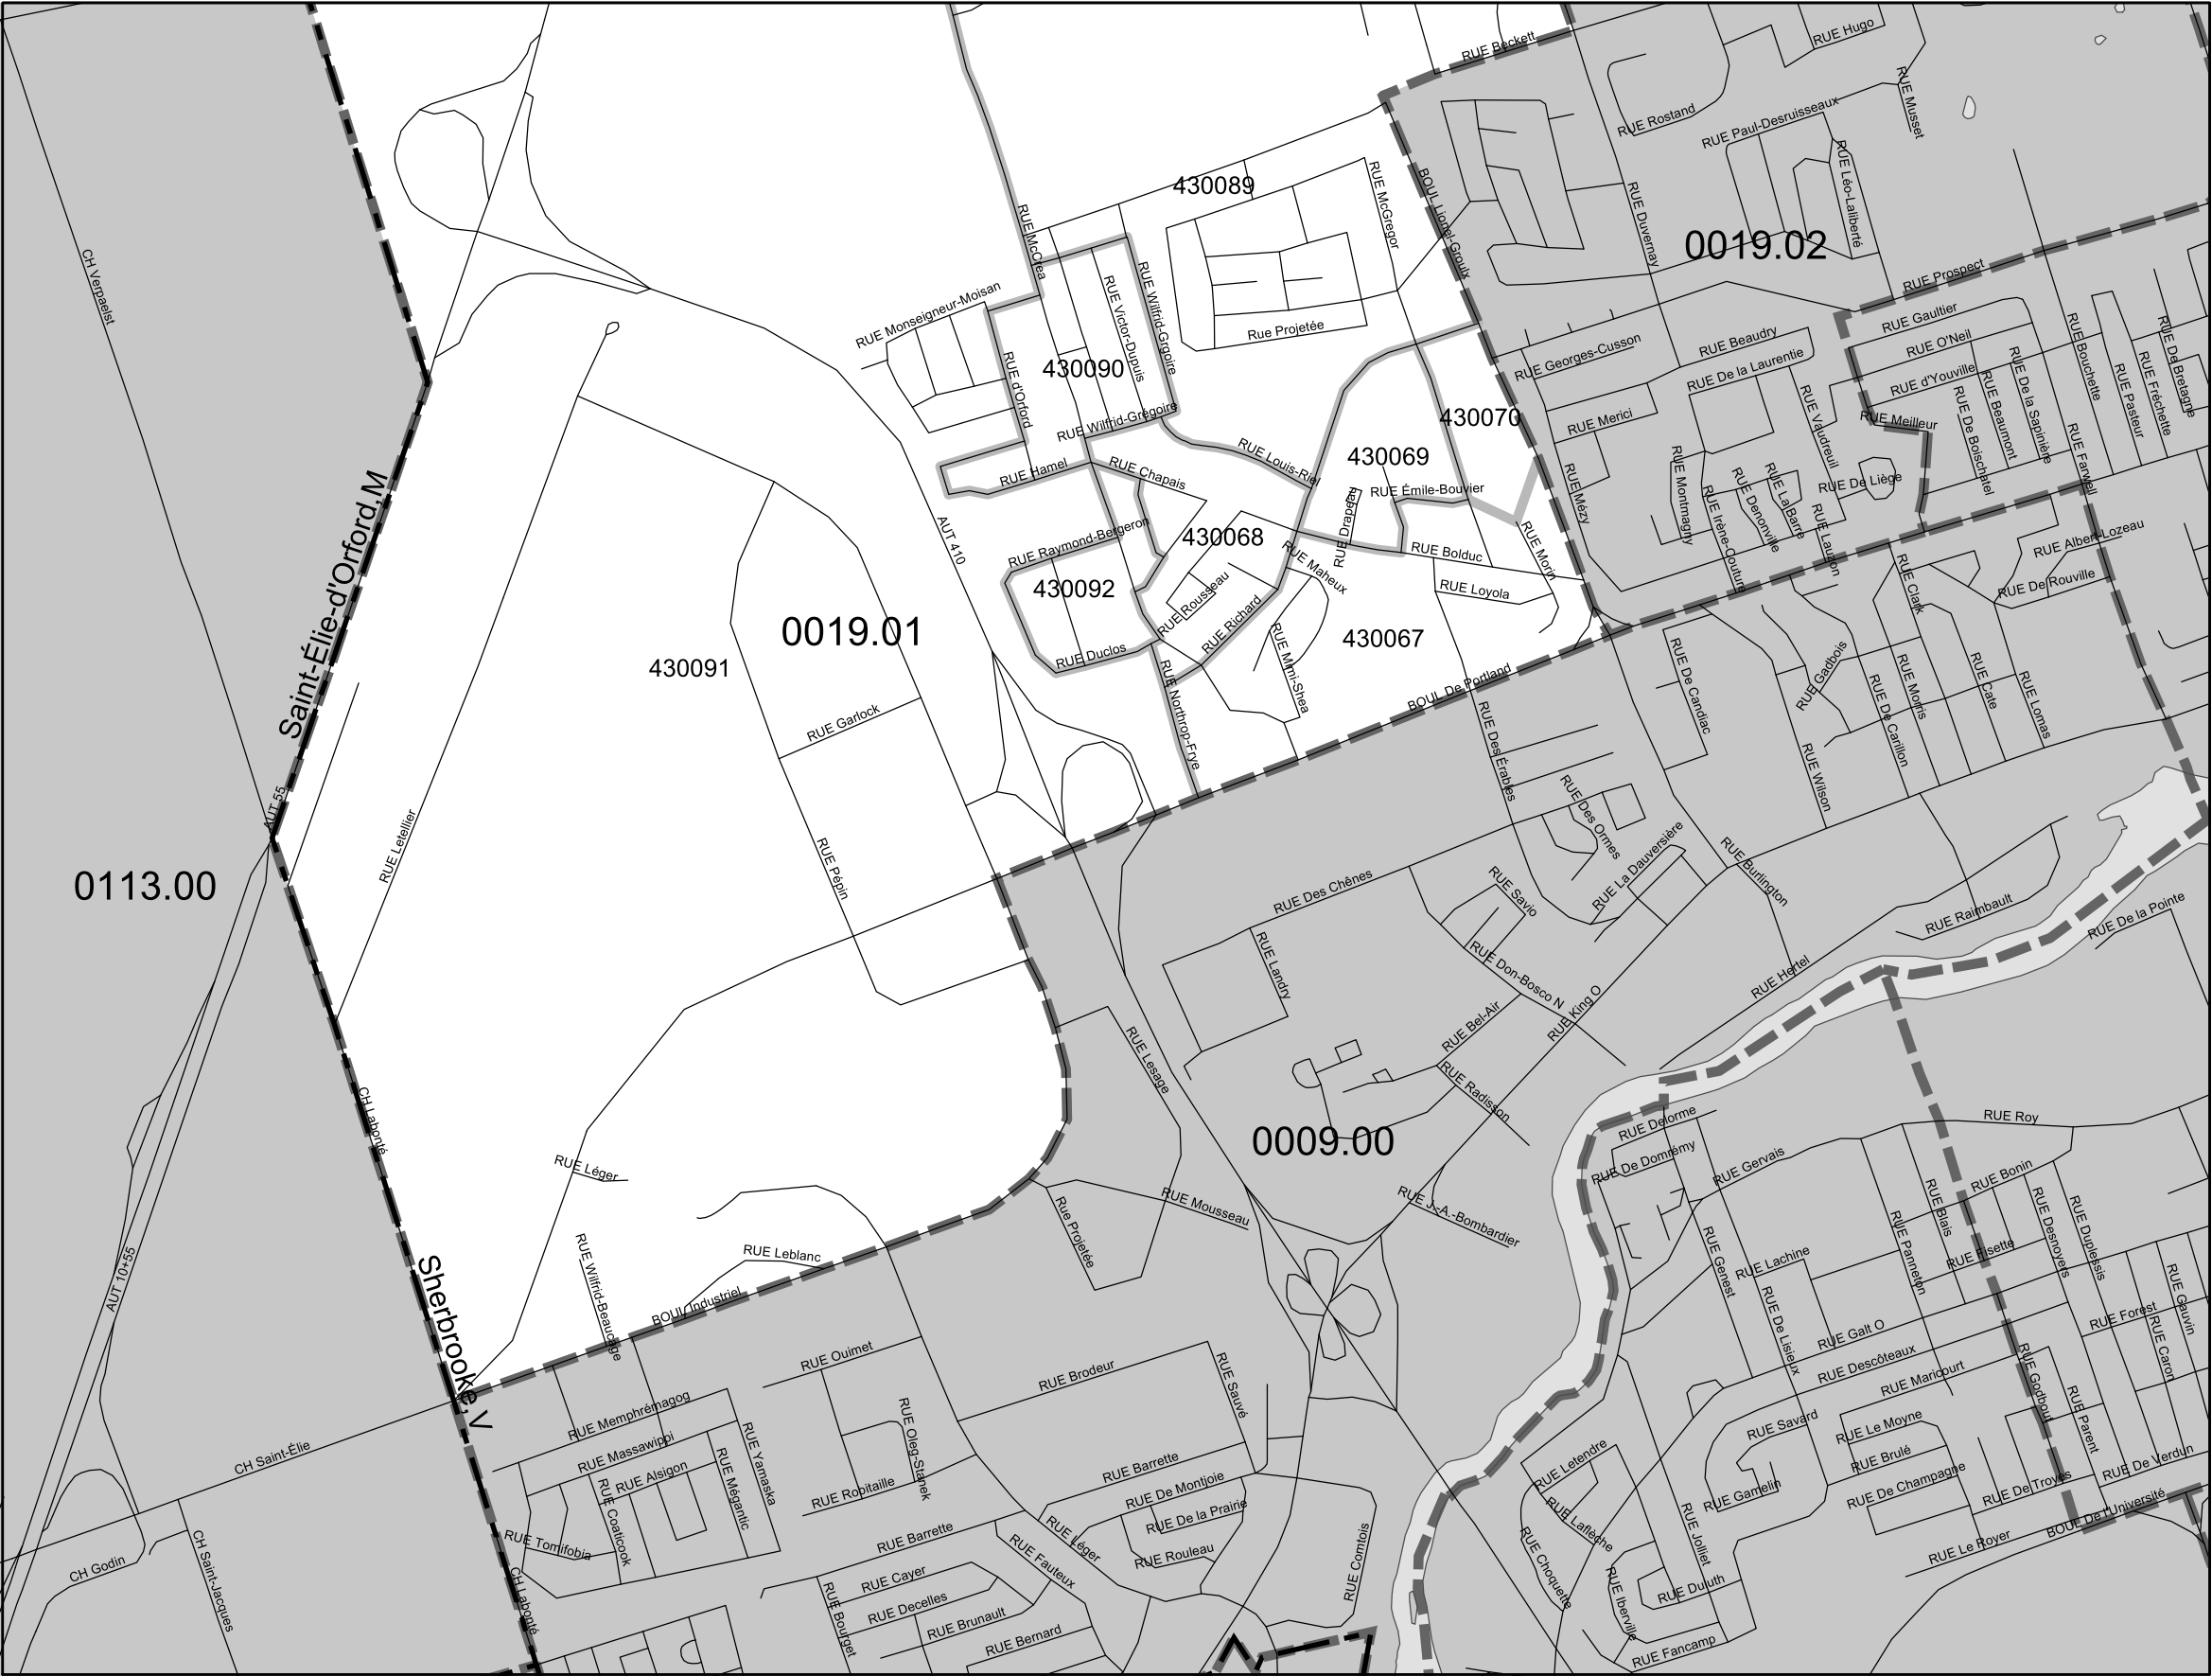 RUE Hugo
RUE Beckett
RUE Musset
RUE Rostand
RUE Paul-Desruisseaux
RUE Léo-Laliberté
430089
RUE McGregor
BOUL Lionel-Groulx
RUE Duvernay
0019.02
RUE McCrea
CH Verpaelst
RUE Prospect
RUE Monseigneur-Moisan
RUE Victor-Dupuis
RUE Wilfrid-Grgoire
Rue Projetée
RUE Gaultier
RUE Georges-Cusson
RUE Beaudry
RUE O'Neil
RUE Bouchette
RUE De Bretagne
430090
RUE d'Orford
RUE De la Laurentie
RUE d'Youville
RUE De la Sapinière
RUE Pasteur
RUE Fréchette
RUE Beaumont
RUE De Boischatel
RUE Wilfrid-Grégoire
430070
RUE Merici
RUE Vaudreuil
RUE Meilleur
RUE Farwell
RUE Louis-Riel
430069
RUE Hamel
RUE Chapais
RUE Émile-Bouvier
RUE Mézy
RUE Montmagny
RUE Irène-Couture
RUE Denonville
RUE La Barre
RUE De Liège
RUE Lauzon
Saint-Élie-d'Orford,M
AUT 410
RUE Raymond-Bergeron
430068
RUE Drapeau
RUE Bolduc
RUE Morin
RUE Albert-Lozeau
RUE De Rouville
RUE Clark
RUE Maheux
430092
RUE Rousseau
RUE Richard
RUE Loyola
0019.01
430091
RUE Duclos
430067
RUE Mimi-Shea
RUE Northrop-Frye
BOUL De Portland
RUE De Candiac
RUE Gadbois
RUE Morris
RUE Cate
RUE De Carillon
RUE Lomas
RUE Garlock
RUE Des Érables
RUE Wilson
AUT 55
RUE Letellier
RUE Pépin
RUE Des Ormes
RUE La Dauversière
RUE Burlington
0113.00
RUE Des Chênes
RUE Savio
RUE Raimbault
RUE De la Pointe
RUE Landry
RUE Don-Bosco N
RUE Hertel
RUE King O
RUE Bel-Air
RUE Lesage
RUE Radisson
CH Labonté
0009.00
RUE Delorme
RUE Roy
RUE De Domrémy
RUE Gervais
RUE Léger
RUE Bonin
RUE Mousseau
RUE J.-A.-Bombardier
Rue Projetée
RUE Blais
RUE Panneton
RUE Desnoyers
RUE Duplessis
RUE Genest
RUE Lachine
RUE Fisette
RUE Leblanc
RUE Wilfrid-Beaucage
AUT 10+55
BOUL Industriel
Sherbrooke,V
RUE De Lisieux
RUE Galt O
RUE Gauvin
RUE Forest
RUE Caron
RUE Ouimet
RUE Brodeur
RUE Sauvé
RUE Descôteaux
RUE Maricourt
RUE Godbout
RUE Parent
RUE Memphrémagog
RUE Oleg-Stanek
RUE Savard
RUE Le Moyne
RUE Massawippi
RUE Yamaska
RUE Brulé
CH Saint-Élie
RUE Alsigon
RUE Mégantic
RUE Barrette
RUE Letendre
RUE De Champagne
RUE De Troyes
RUE De Verdun
RUE Coaticook
RUE Robitaille
RUE De Montjoie
RUE De la Prairie
RUE Gamelin
BOUL De l'Université
RUE Tomifobia
RUE Barrette
RUE Léger
RUE Rouleau
RUE Laflèche
RUE Jolliet
RUE Le Royer
CH Godin
CH Saint-Jacques
CH Labonté
RUE Cayer
RUE Fauteux
RUE Comtois
RUE Choquette
RUE Duluth
RUE Iberville
RUE Decelles
RUE Bourget
RUE Brunault
RUE Bernard
RUE Fancamp